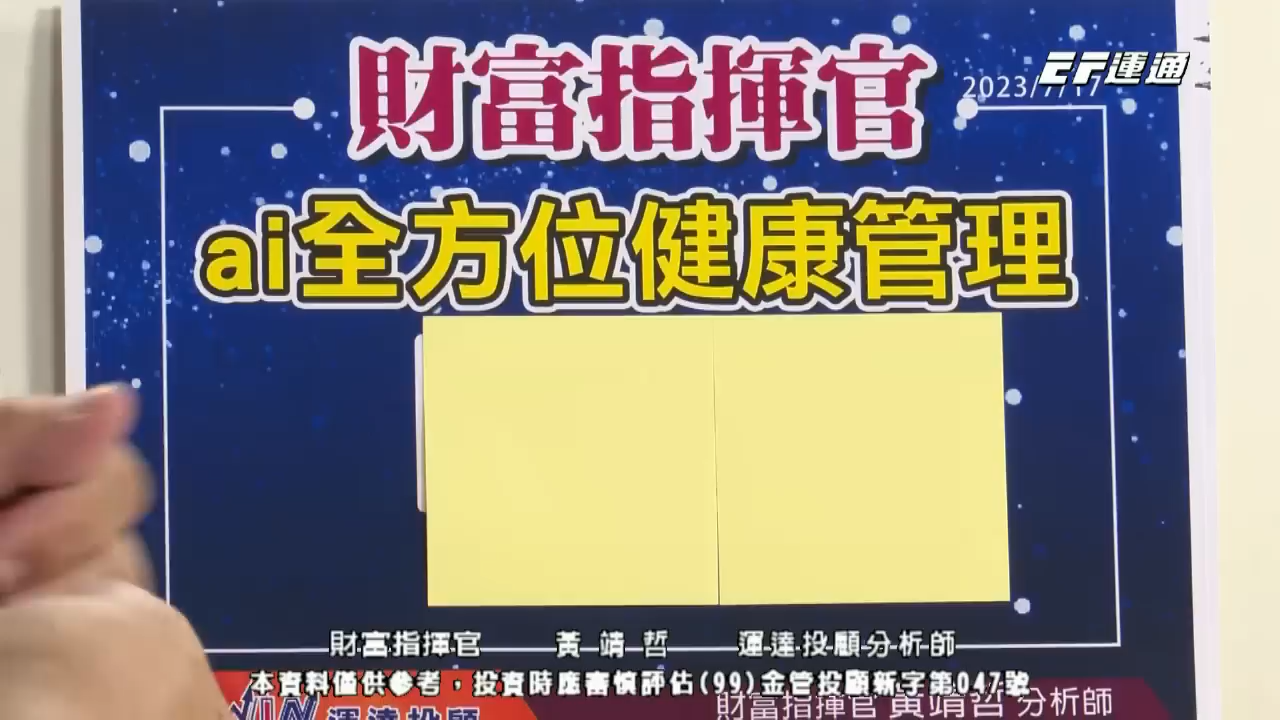 EF運通
財富指揮官
2023/7/17
ai全方位健康管理
財富指揮官 黃靖哲 運達投顧分析師
本資料僅供參考，投資時應審慎評估(99)金管投顧新字第047號
WIN 運達投顧
財富指揮官 黃靖哲 分析師